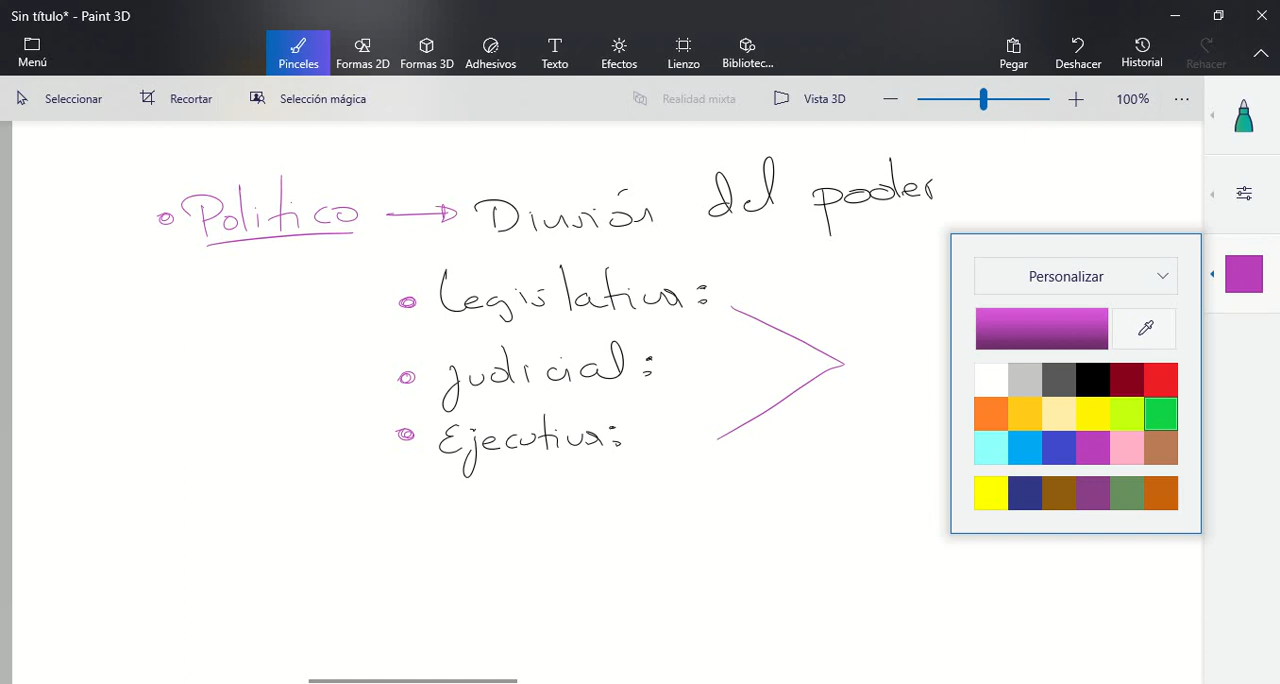 Sin título* - Paint 3D
Menú
Pinceles Formas 2D Formas 3D Adhesivos Texto Efectos Lienzo Bibliotec... Pegar Deshacer Historial Rehacer
Seleccionar Recortar Selección mágica Realidad mixta Vista 3D 100%
Politico División del poder
Legislativa:
Judicial:
Ejecutiva:
Personalizar